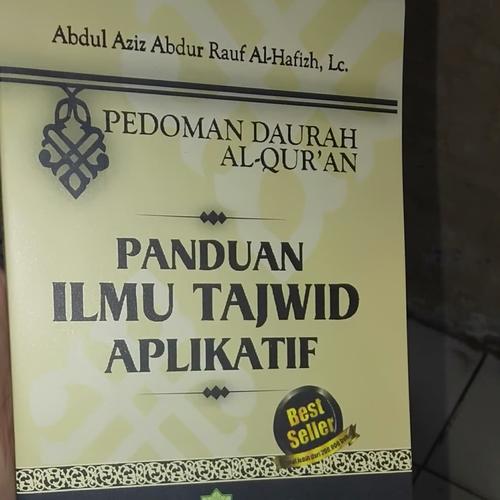 Abdul Aziz Abdur Rauf Al-Hafizh, Lc.
PEDOMAN DAURAH
AL-QUR'AN
PANDUAN
ILMU TAJWID
APLIKATIF
Best
Seller